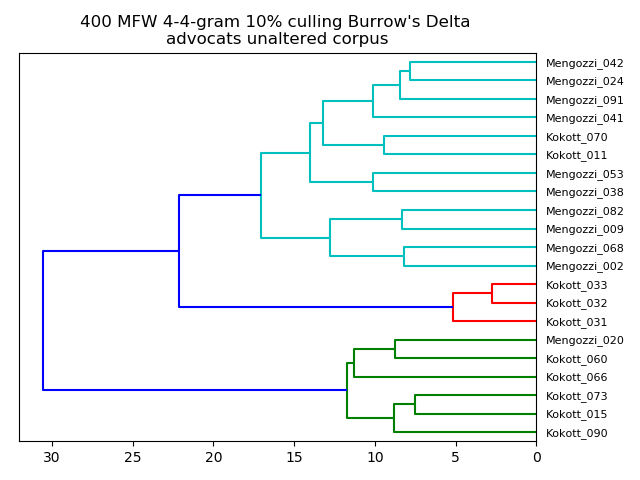 400 MFW 4-4-gram 10% culling Burrow's Delta
advocats unaltered corpus
Mengozzi_042
Mengozzi_024
Mengozzi_091
Mengozzi_041
Kokott_070
Kokott_011
Mengozzi_053
Mengozzi_038
Mengozzi_082
Mengozzi_009
Mengozzi_068
Mengozzi_002
Kokott_033
Kokott_032
Kokott_031
Mengozzi_020
Kokott_060
Kokott_066
Kokott_073
Kokott_015
Kokott_090
30 25 20 15 10 5 0